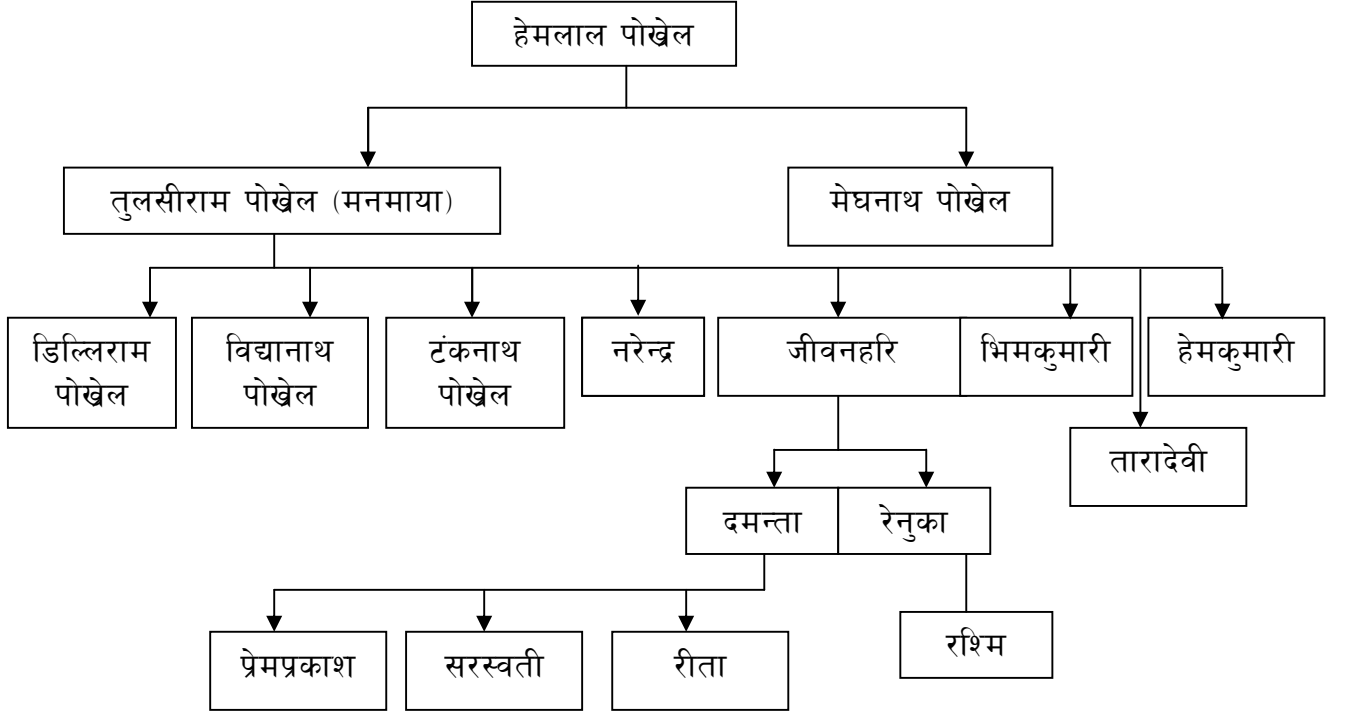 हेमलाल पोख्रेल
तुलसीराम पोख्रेल (मनमाया)
मेघनाथ पोख्रेल
डिल्लिराम
पोख्रेल
विद्यानाथ
पोख्रेल
टंकनाथ
पोख्रेल
नरेन्द्र
जीवनहरि
भिमकुमारी
हेमकुमारी
तारादेवी
दमन्ता
रेनुका
प्रेमप्रकाश
सरस्वती
रीता
रश्मि